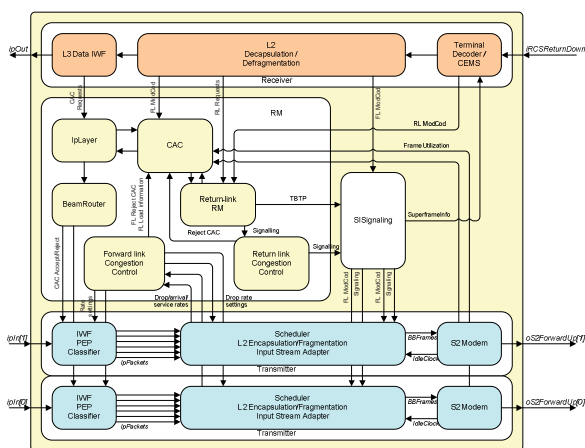 ipOut
L3 Data IWF
L2
Decapsulation /
Defragmentation
Terminal
Decoder /
CEMS
iRCSReturnDown
Receiver
CAC
Requests
FL ModCod
RL Requests
FL ModCod
RM
RL ModCod
FrameUtilization
IpLayer
CAC
BeamRouter
FL Reject CAC
FL Load information
Return-link
RM
TBTP
SISignaling
SuperframeInfo
Reject CAC
Signalling
CAC Accept/Reject
Forward link
Congestion
Control
Return link
Congestion
Control
Signalling
Rate
settings
Drop/arrival/
service rates
Drop rate
settings
FL ModCod
Signaling
FL ModCod
Signaling
ipIn[1]
IWF
PEP
Classifier
ipPackets
Scheduler
L2 Encapsulation/Fragmentation
Input Stream Adapter
BBFrames
IdleClock
S2 Modem
oS2ForwardUp[1]
Transmitter
ipIn[0]
IWF
PEP
Classifier
ipPackets
Scheduler
L2 Encapsulation/Fragmentation
Input Stream Adapter
BBFrames
IdleClock
S2 Modem
oS2ForwardUp[0]
Transmitter